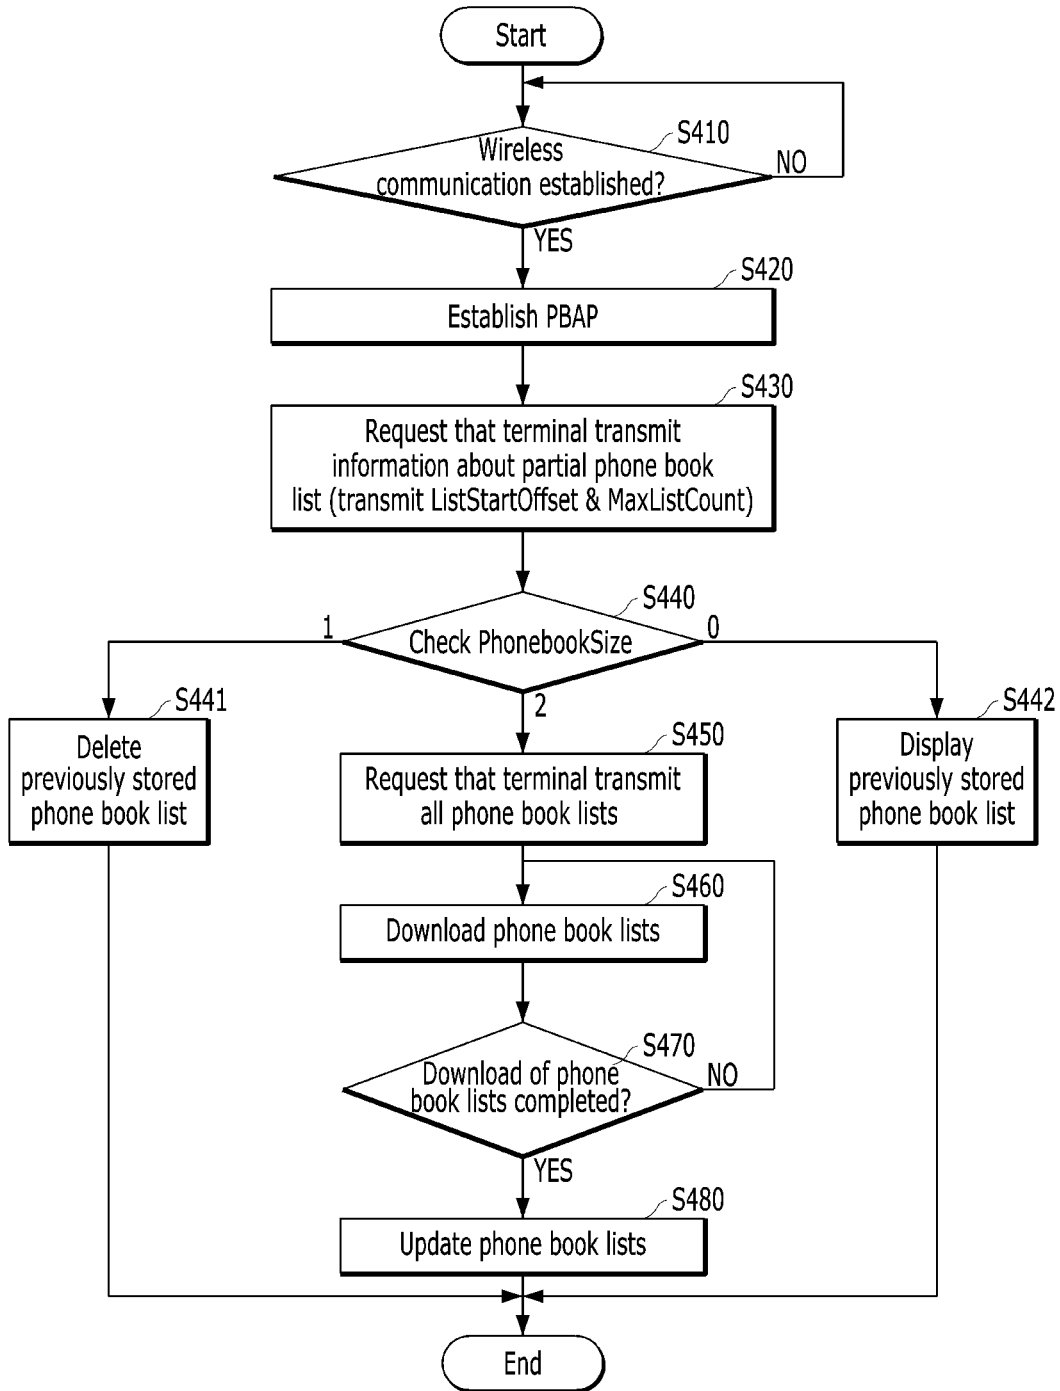 Start
S410
Wireless
communication established?
NO
YES
S420
Establish PBAP
S430
Request that terminal transmit
information about partial phone book
list (transmit ListStartOffset & MaxListCount)
S440
1
Check PhonebookSize
0
2
S441
Delete
previously stored
phone book list
S450
Request that terminal transmit
all phone book lists
S442
Display
previously stored
phone book list
S460
Download phone book lists
S470
Download of phone
book lists completed?
NO
YES
S480
Update phone book lists
End